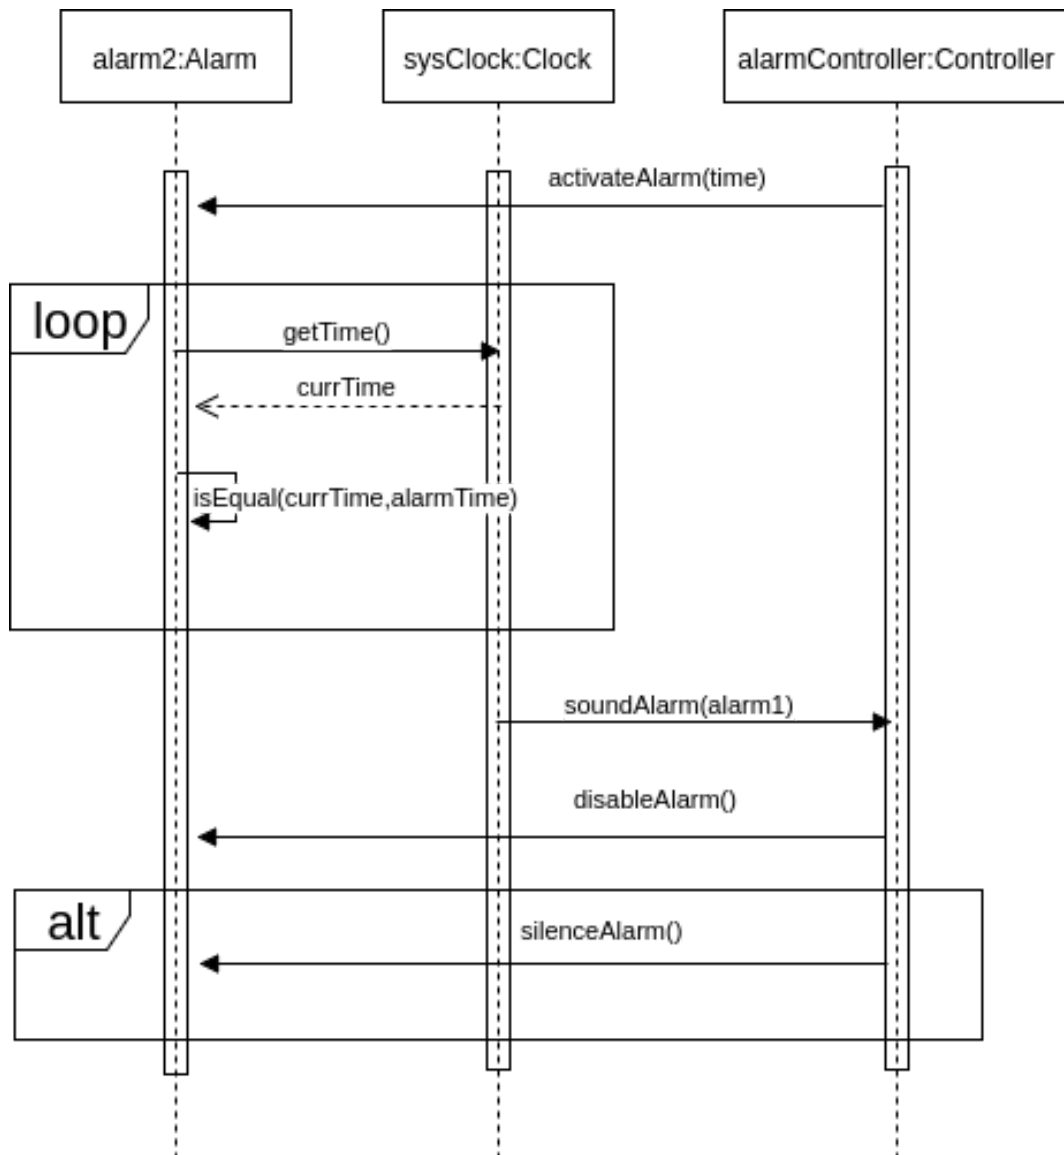 alarm2:Alarm
sysClock:Clock
alarmController:Controller
activateAlarm(time)
loop
getTime()
currTime
isEqual(currTime,alarmTime)
soundAlarm(alarm1)
disableAlarm()
alt
silenceAlarm()